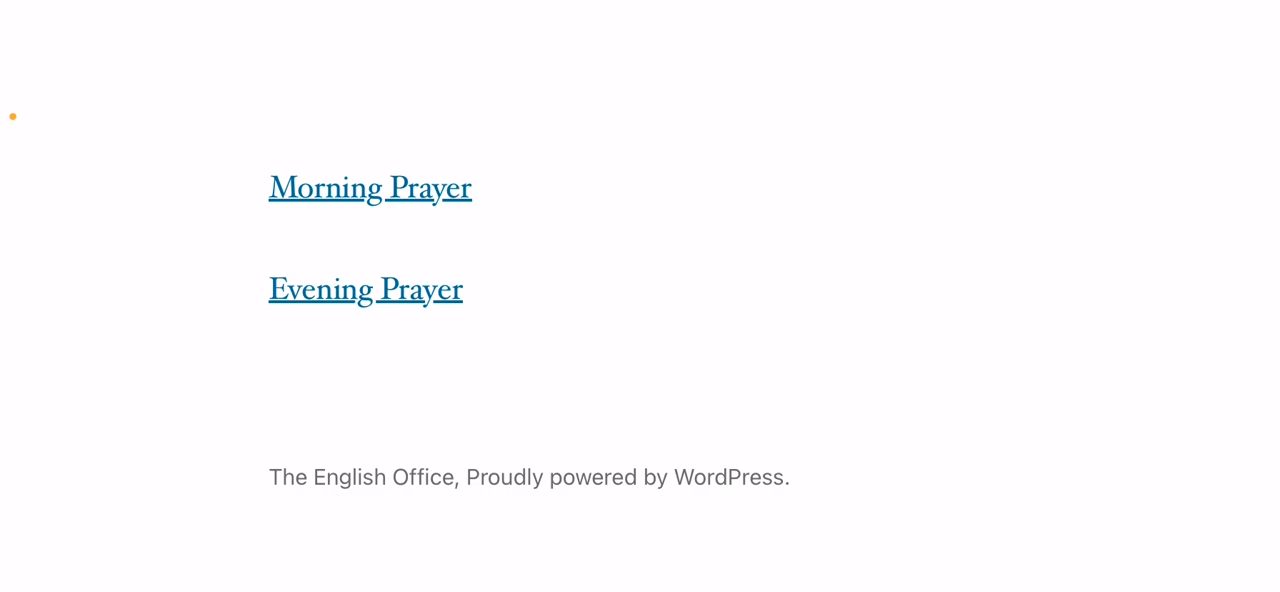 Morning Prayer
Evening Prayer
The English Office, Proudly powered by WordPress.